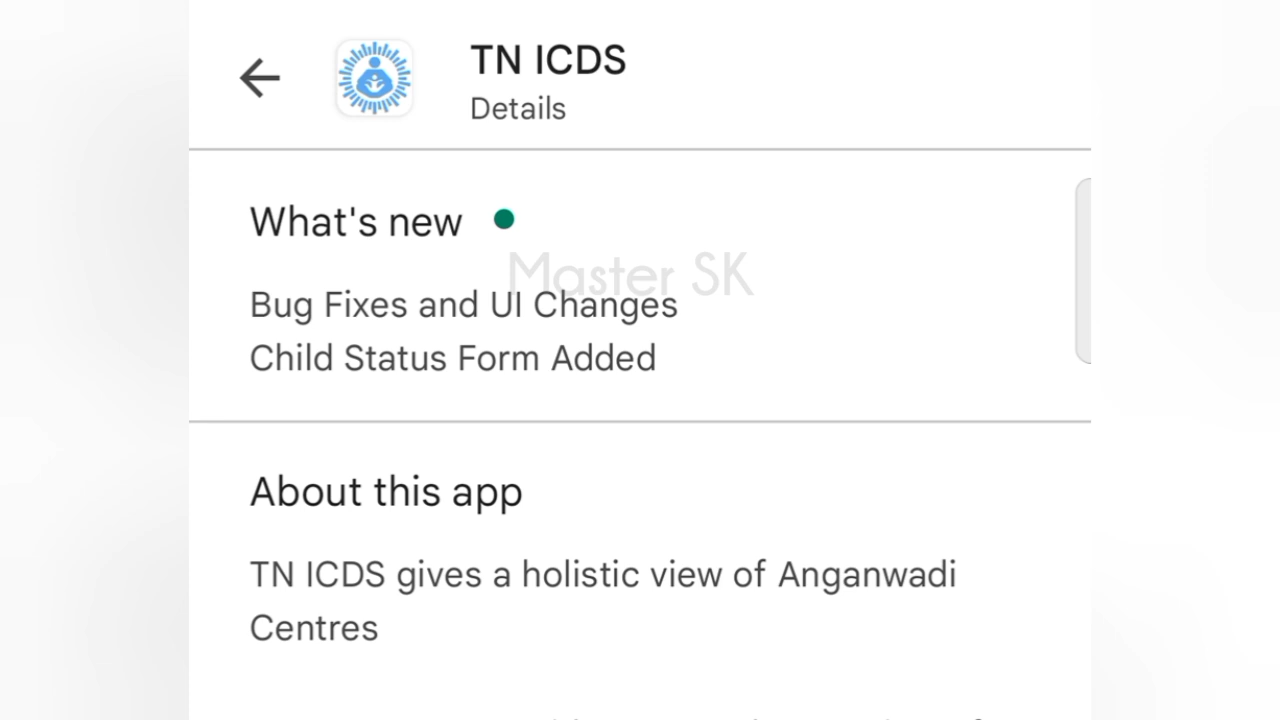 TN ICDS
Details
What's new
Master SK
Bug Fixes and UI Changes
Child Status Form Added
About this app
TN ICDS gives a holistic view of Anganwadi
Centres